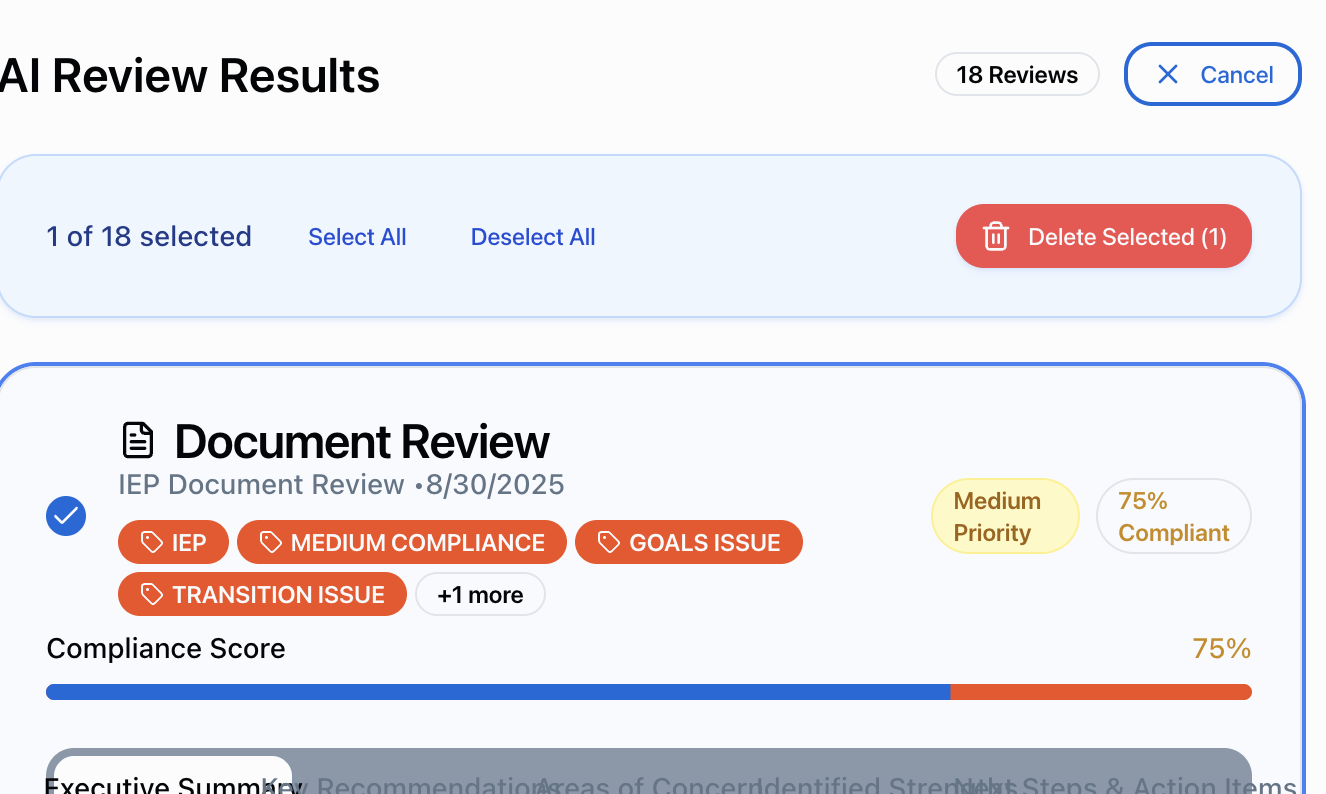 AI Review Results
18 Reviews
Cancel
1 of 18 selected
Select All
Deselect All
Delete Selected (1)
Document Review
IEP Document Review •8/30/2025
IEP
MEDIUM COMPLIANCE
GOALS ISSUE
TRANSITION ISSUE
+1 more
Medium
Priority
75%
Compliant
Compliance Score
75%
Executive Summary
Key Recommendations
Areas of Concern
Identified Strengths
Next Steps & Action Items